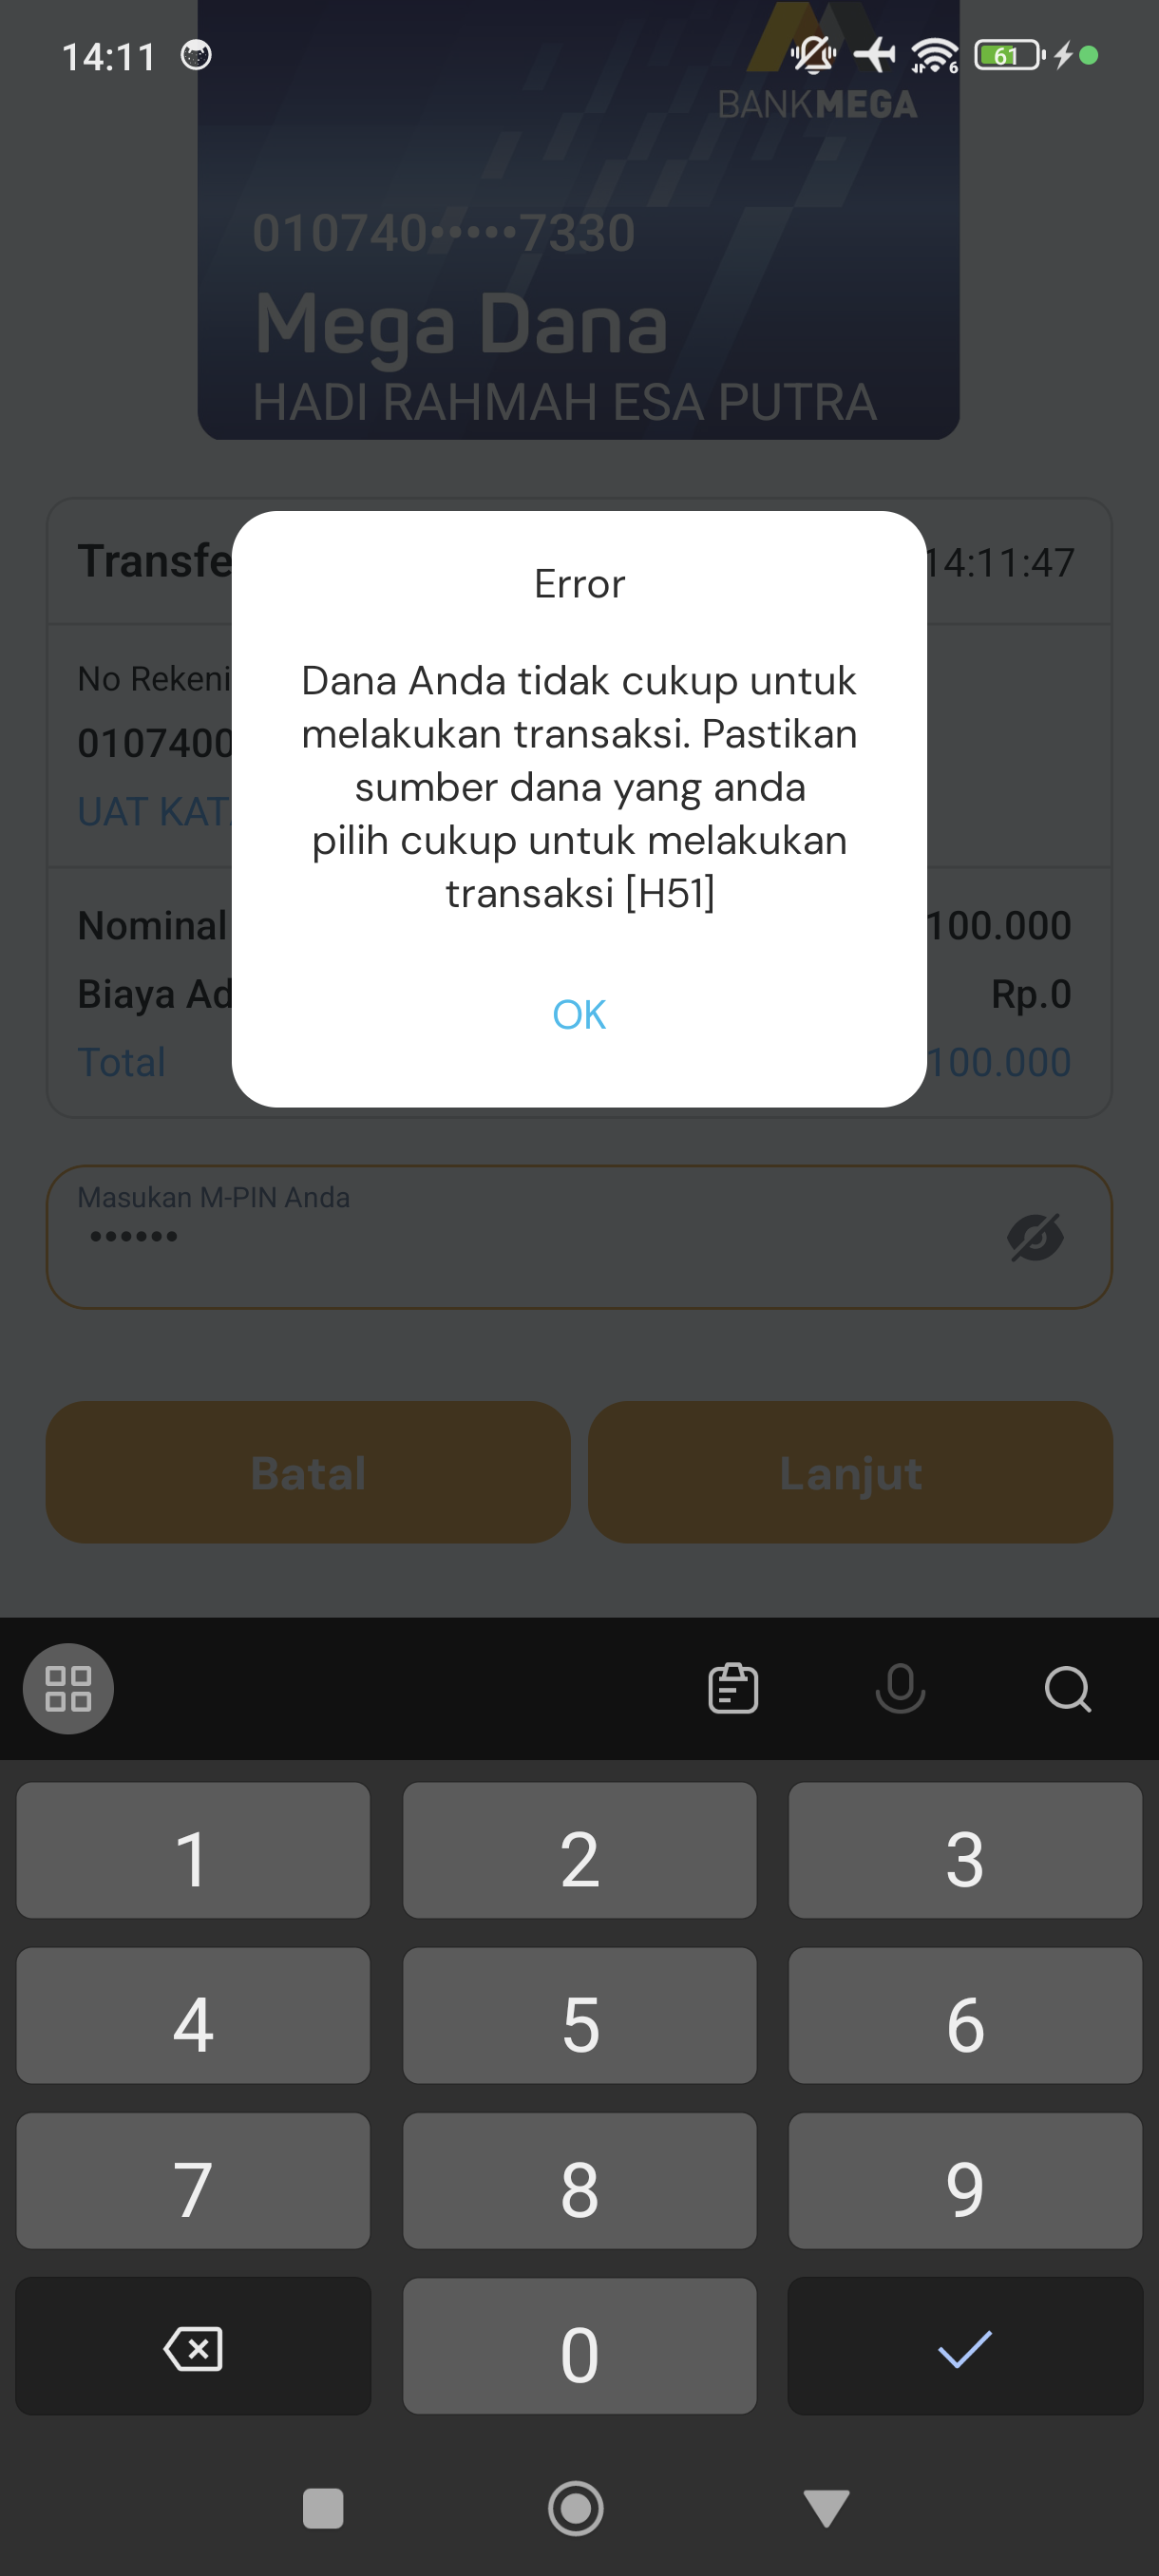 14:11
61
6
BANKMEGA
010740•••••7330
Mega Dana
HADI RAHMAH ESA PUTRA
Transfe 14:11:47
No Rekeni
0107400
UAT KAT
Nominal 100.000
Biaya Ad Rp.0
Total 100.000
Error
Dana Anda tidak cukup untuk
melakukan transaksi. Pastikan
sumber dana yang anda
pilih cukup untuk melakukan
transaksi [H51]
OK
Masukan M-PIN Anda
••••••
Batal Lanjut
1 2 3
4 5 6
7 8 9
0